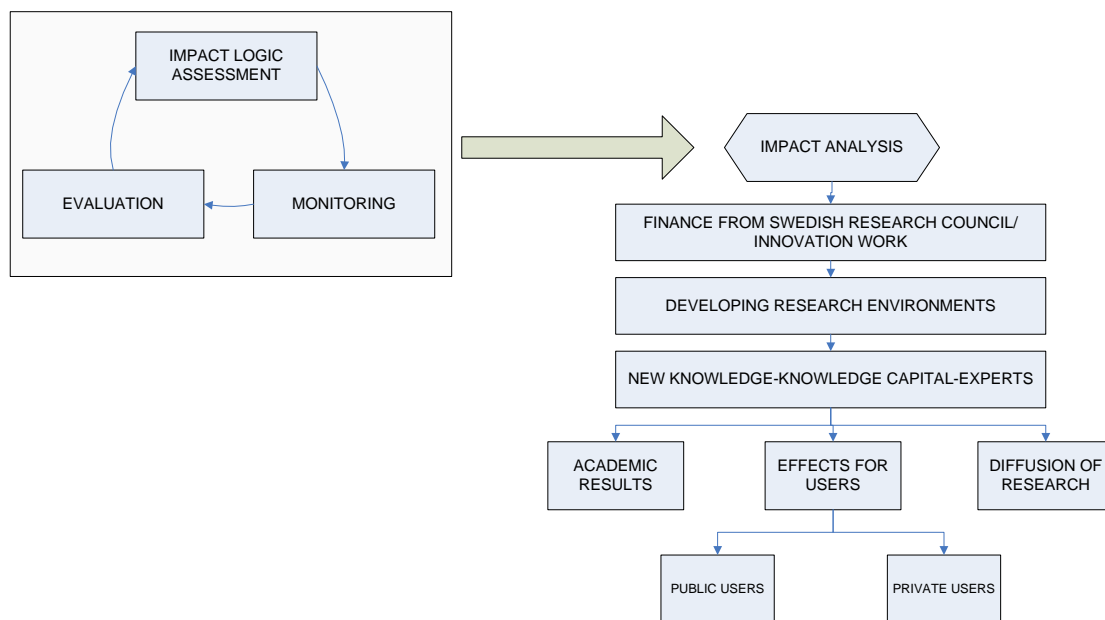 IMPACT LOGIC
ASSESSMENT
EVALUATION
MONITORING
IMPACT ANALYSIS
FINANCE FROM SWEDISH RESEARCH COUNCIL/
INNOVATION WORK
DEVELOPING RESEARCH ENVIRONMENTS
NEW KNOWLEDGE-KNOWLEDGE CAPITAL-EXPERTS
ACADEMIC
RESULTS
EFFECTS FOR
USERS
DIFFUSION OF
RESEARCH
PUBLIC USERS
PRIVATE USERS